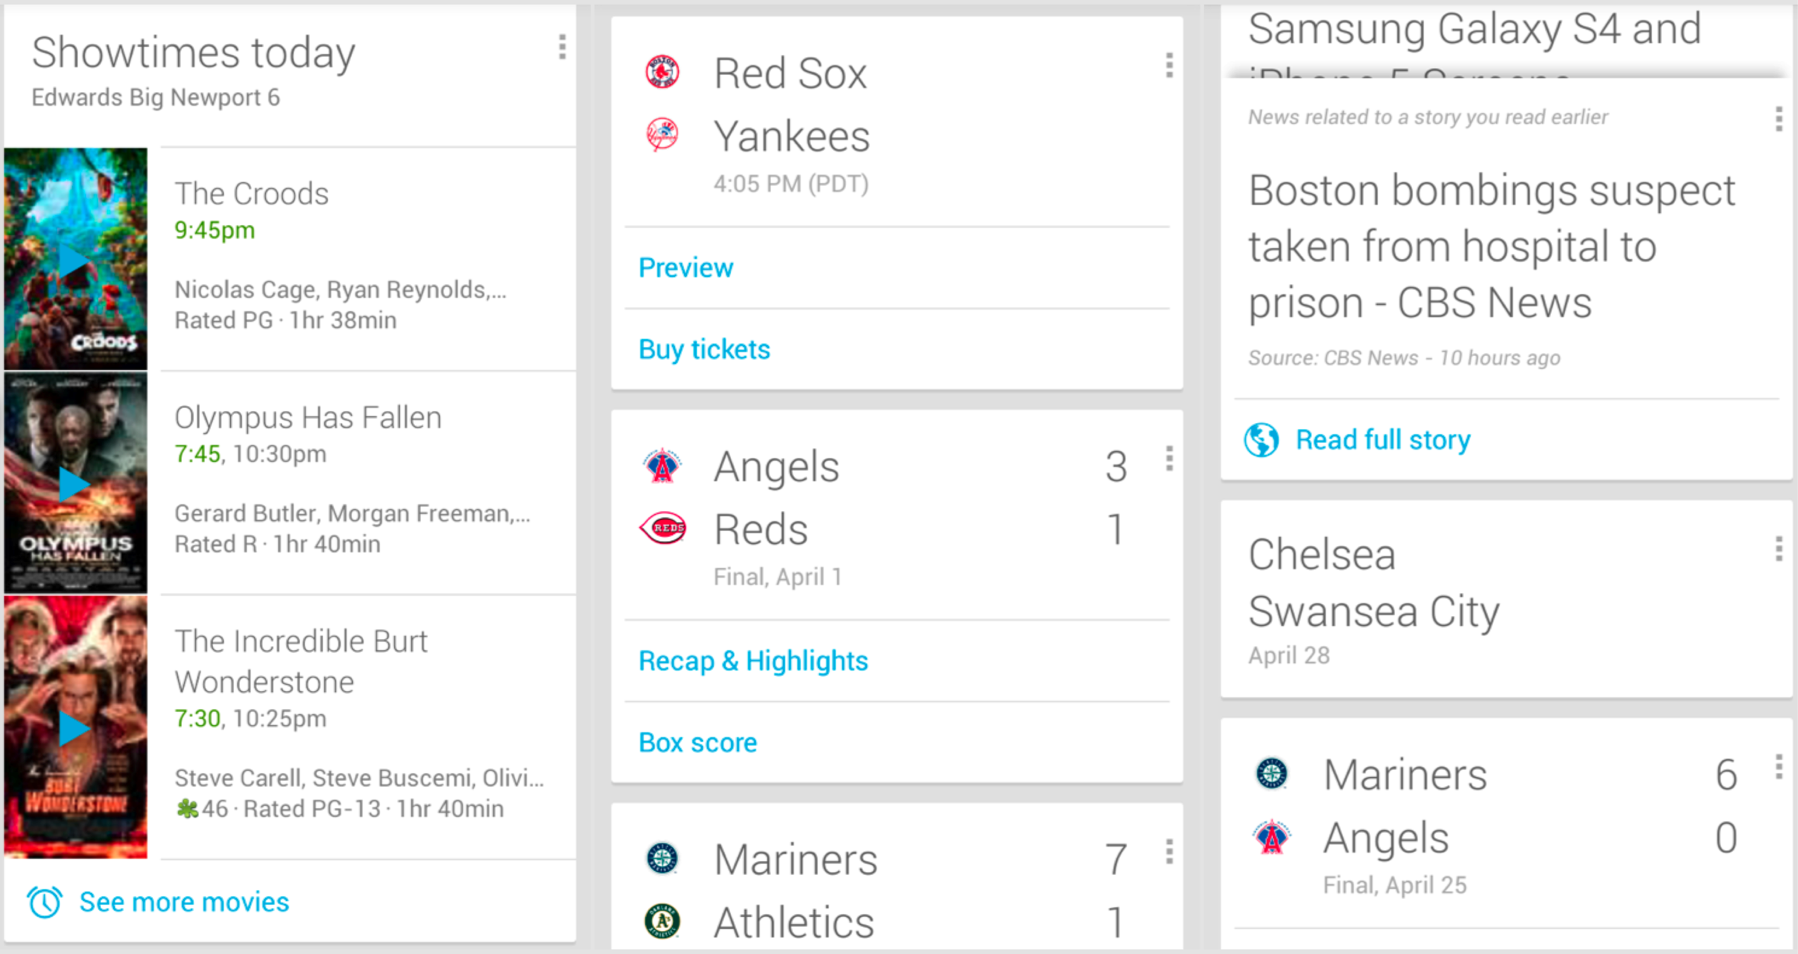 Showtimes today
Edwards Big Newport 6
The Croods
9:45pm
Nicolas Cage, Ryan Reynolds,...
Rated PG · 1hr 38min
THE
CROODS
Olympus Has Fallen
7:45, 10:30pm
Gerard Butler, Morgan Freeman,...
Rated R · 1hr 40min
OLYMPUS
HAS FALLEN
The Incredible Burt
Wonderstone
7:30, 10:25pm
Steve Carell, Steve Buscemi, Olivi...
46 · Rated PG-13 · 1hr 40min
BURT
WONDERSTONE
See more movies
Red Sox
Yankees
4:05 PM (PDT)
Preview
Buy tickets
Angels 3
REDS
Reds 1
Final, April 1
Recap & Highlights
Box score
Mariners 7
Athletics 1
Samsung Galaxy S4 and
iPhone 5 Screens
News related to a story you read earlier
Boston bombings suspect
taken from hospital to
prison - CBS News
Source: CBS News - 10 hours ago
Read full story
Chelsea
Swansea City
April 28
Mariners 6
Angels 0
Final, April 25